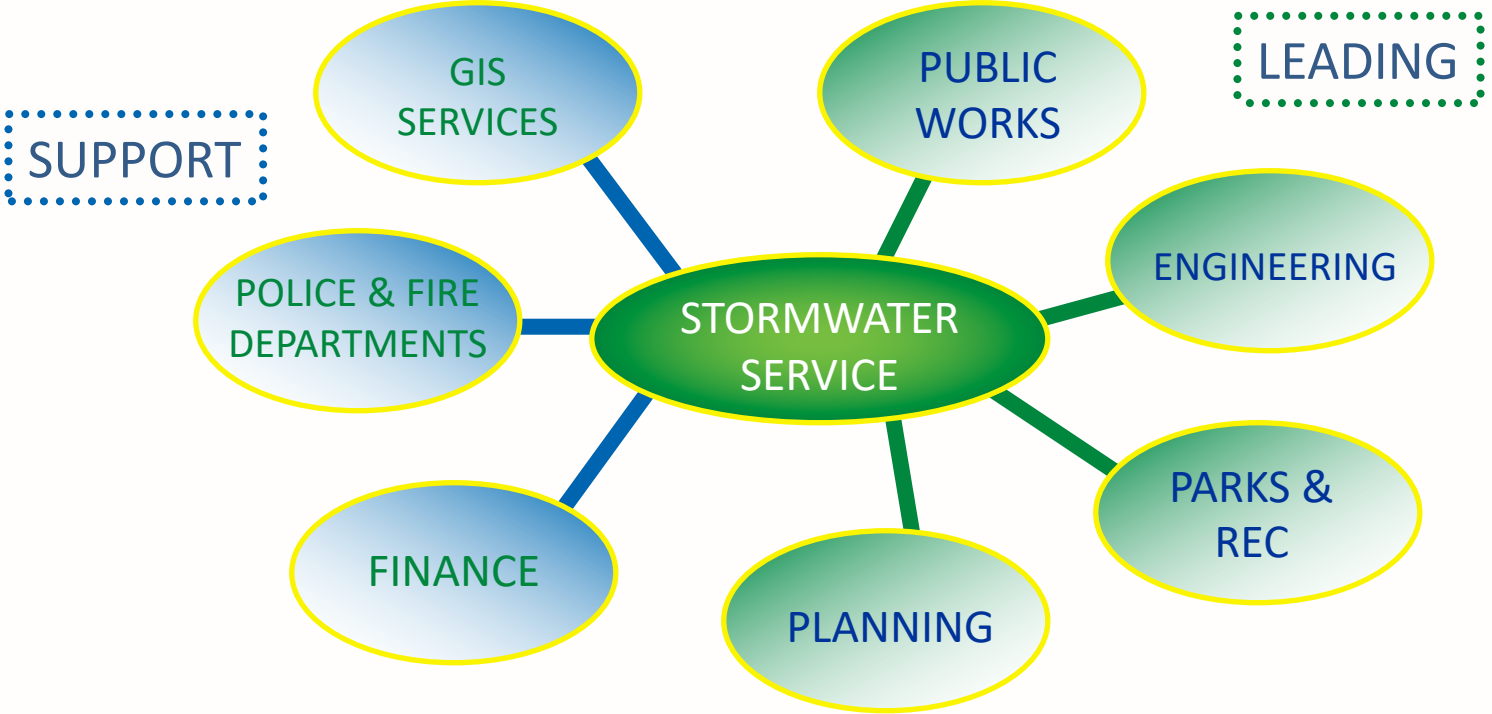 GIS
SERVICES
PUBLIC
WORKS
LEADING
SUPPORT
ENGINEERING
POLICE & FIRE
DEPARTMENTS
STORMWATER
SERVICE
PARKS &
REC
FINANCE
PLANNING